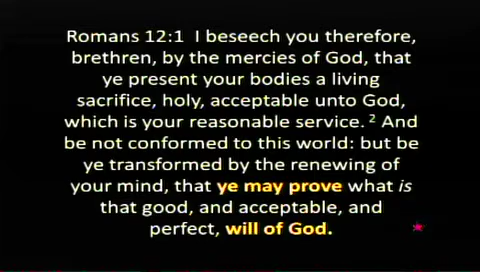 Romans 12:1  I beseech you therefore,
brethren, by the mercies of God, that
ye present your bodies a living
sacrifice, holy, acceptable unto God,
which is your reasonable service. ² And
be not conformed to this world: but be
ye transformed by the renewing of
your mind, that ye may prove what is
that good, and acceptable, and
perfect, will of God.